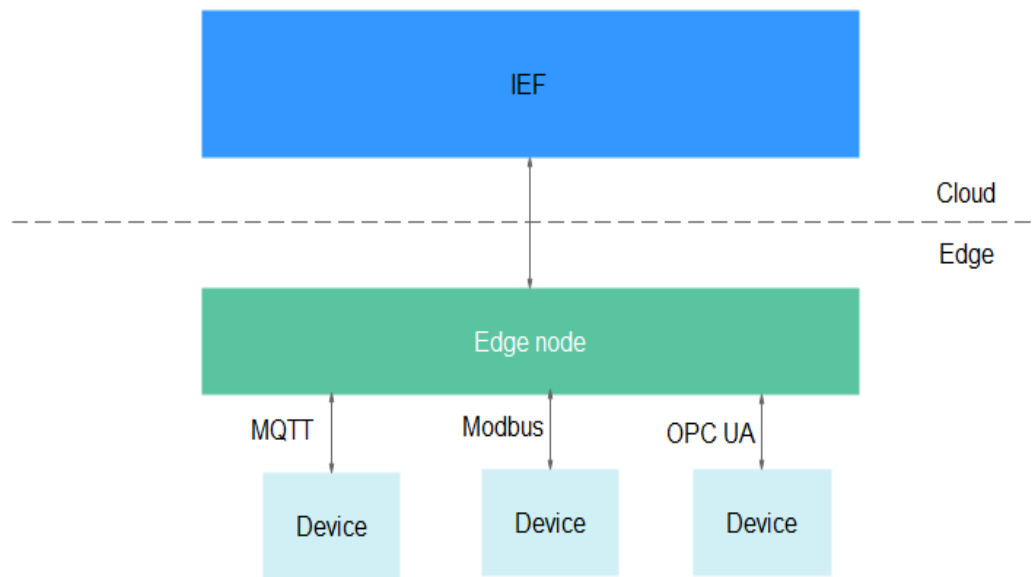 IEF
Cloud
Edge
Edge node
MQTT
Modbus
OPC UA
Device
Device
Device